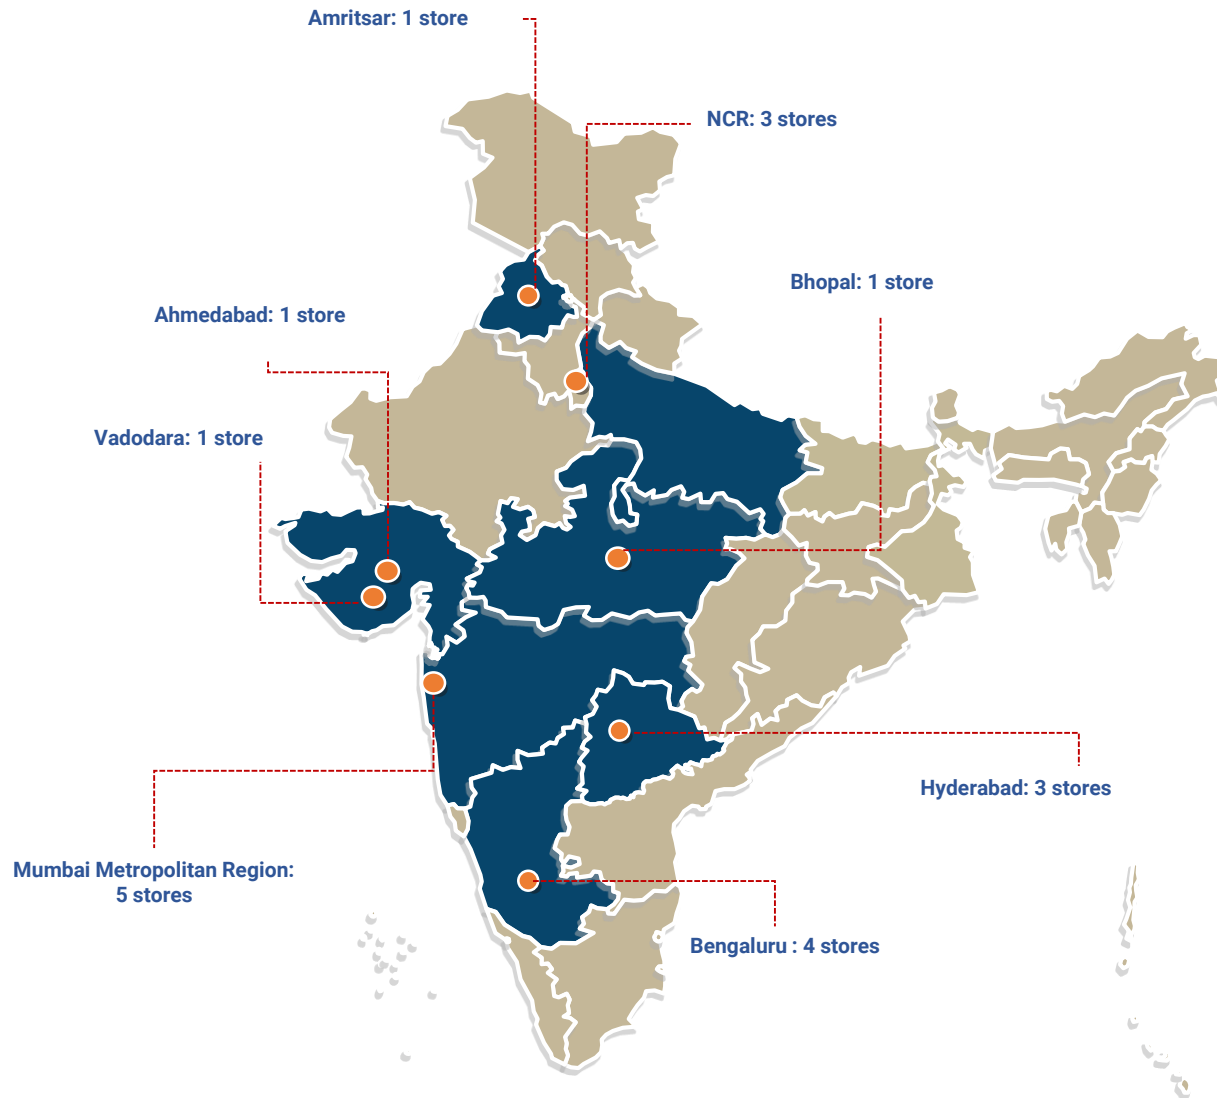 Amritsar: 1 store
NCR: 3 stores
Bhopal: 1 store
Ahmedabad: 1 store
Vadodara: 1 store
Hyderabad: 3 stores
Mumbai Metropolitan Region:
5 stores
Bengaluru : 4 stores